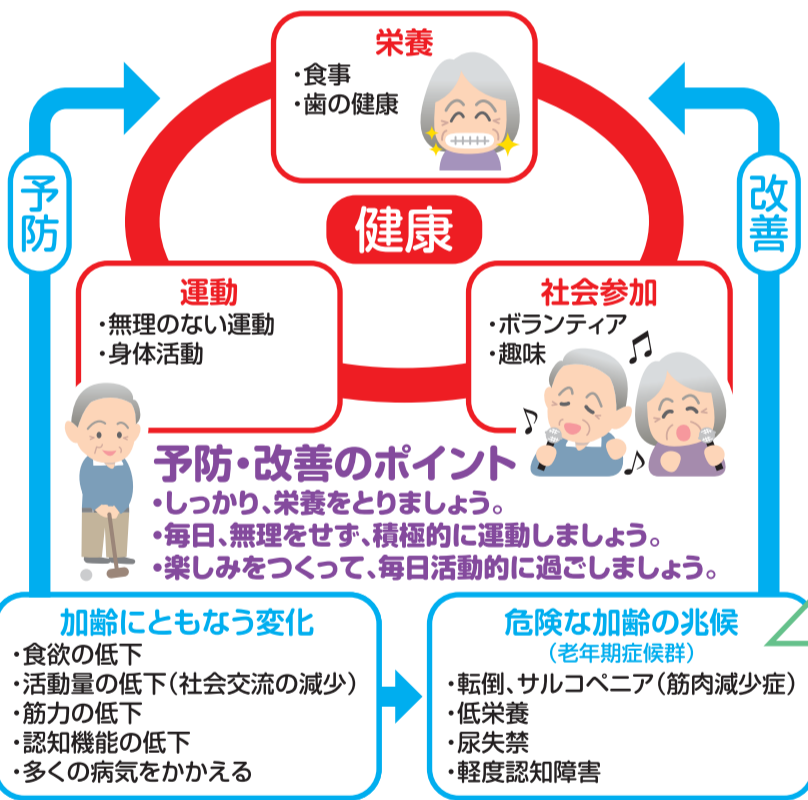 栄養
・食事
・歯の健康
予防
改善
健康
運動
・無理のない運動
・身体活動
社会参加
・ボランティア
・趣味
予防・改善のポイント
・しっかり、栄養をとりましょう。
・毎日、無理をせず、積極的に運動しましょう。
・楽しみをつくって、毎日活動的に過ごしましょう。
加齢にともなう変化
・食欲の低下
・活動量の低下（社会交流の減少）
・筋力の低下
・認知機能の低下
・多くの病気をかかえる
危険な加齢の兆候
（老年期症候群）
・転倒、サルコペニア（筋肉減少症）
・低栄養
・尿失禁
・軽度認知障害